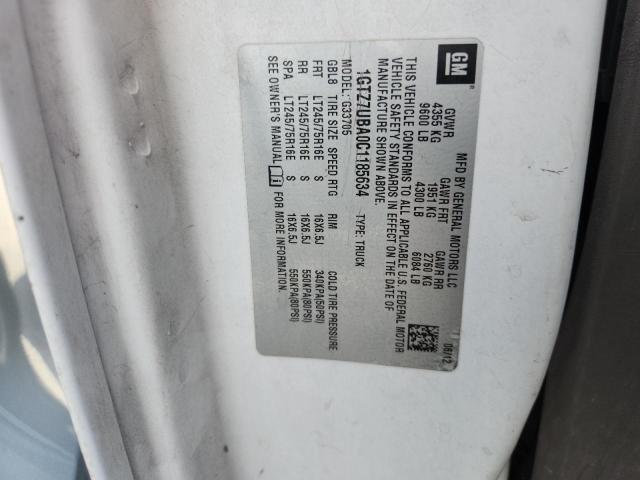 GM
®
MFD BY GENERAL MOTORS LLC
08/12
GVWR GAWR FRT GAWR RR
4355 KG 1951 KG 2760 KG
9600 LB 4300 LB 6084 LB
THIS VEHICLE CONFORMS TO ALL APPLICABLE U.S. FEDERAL MOTOR
VEHICLE SAFETY STANDARDS IN EFFECT ON THE DATE OF
MANUFACTURE SHOWN ABOVE.
1GTZ7UBA0C1185634 TYPE: TRUCK
MODEL: G33705
GBL8 TIRE SIZE SPEED RTG RIM COLD TIRE PRESSURE
FRT LT245/75R16E S 16X6.5J 340KPA(50PSI)
RR LT245/75R16E S 16X6.5J 550KPA(80PSI)
SPA LT245/75R16E S 16X6.5J 550KPA(80PSI)
SEE OWNER'S MANUAL FOR MORE INFORMATION.